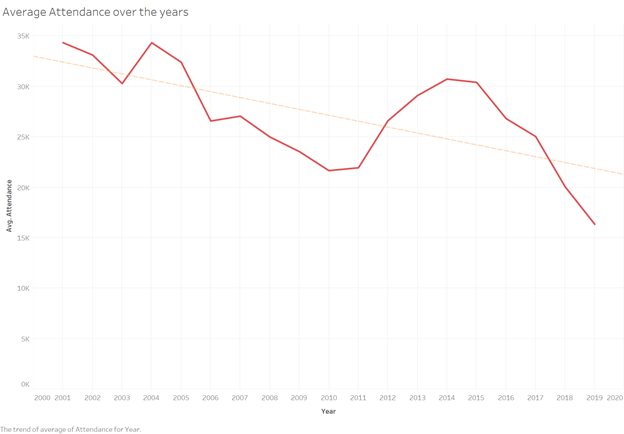 Average Attendance over the years
35K
30K
25K
20K
15K
10K
5K
0K
Avg. Attendance
2000 2001 2002 2003 2004 2005 2006 2007 2008 2009 2010 2011 2012 2013 2014 2015 2016 2017 2018 2019 2020
Year
The trend of average of Attendance for Year.